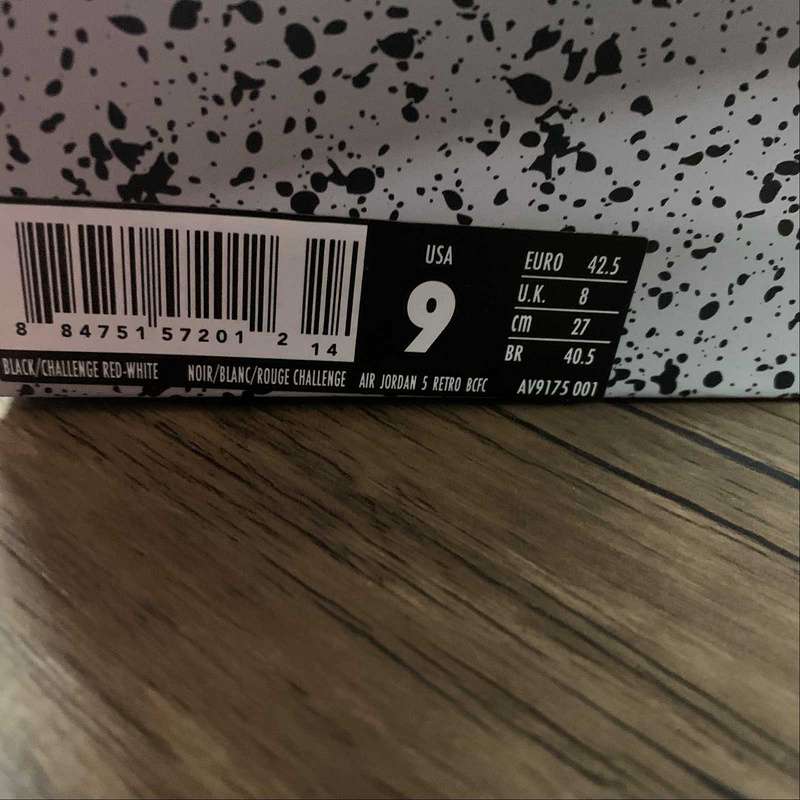 8 84751 57201 2 14
USA
9
EURO 42.5
U.K. 8
cm 27
BR 40.5
BLACK/CHALLENGE RED-WHITE NOIR/BLANC/ROUGE CHALLENGE AIR JORDAN 5 RETRO BCFC AV9175 001